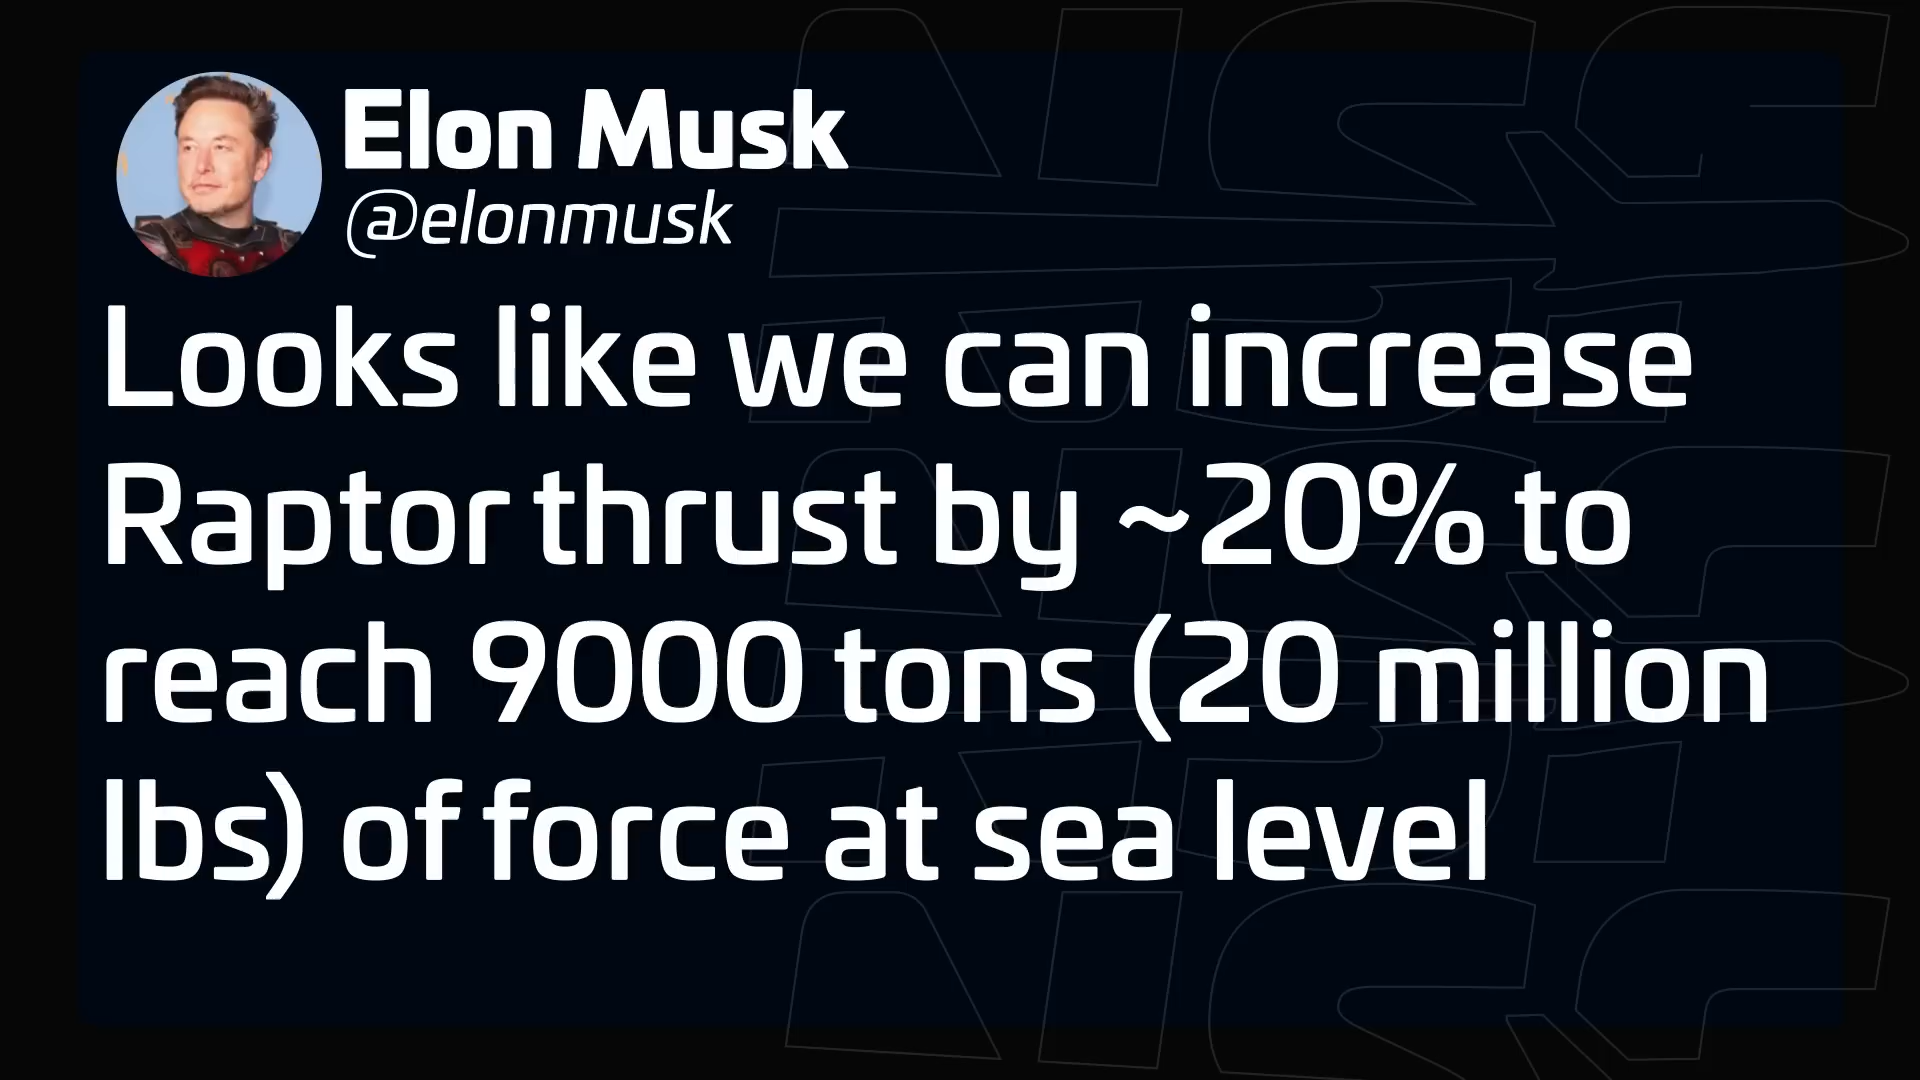 Elon Musk
@elonmusk
Looks like we can increase
Raptor thrust by ~20% to
reach 9000 tons (20 million
lbs) of force at sea level